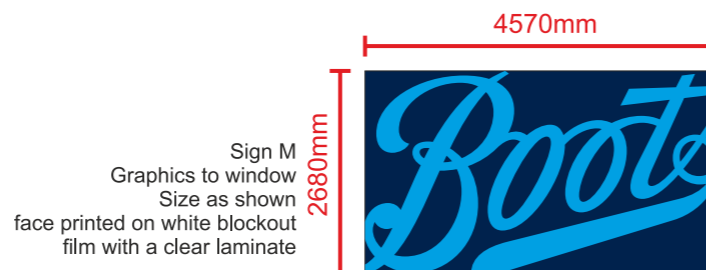 4570mm
2680mm
Sign M
Graphics to window
Size as shown
face printed on white blockout
film with a clear laminate
Boots